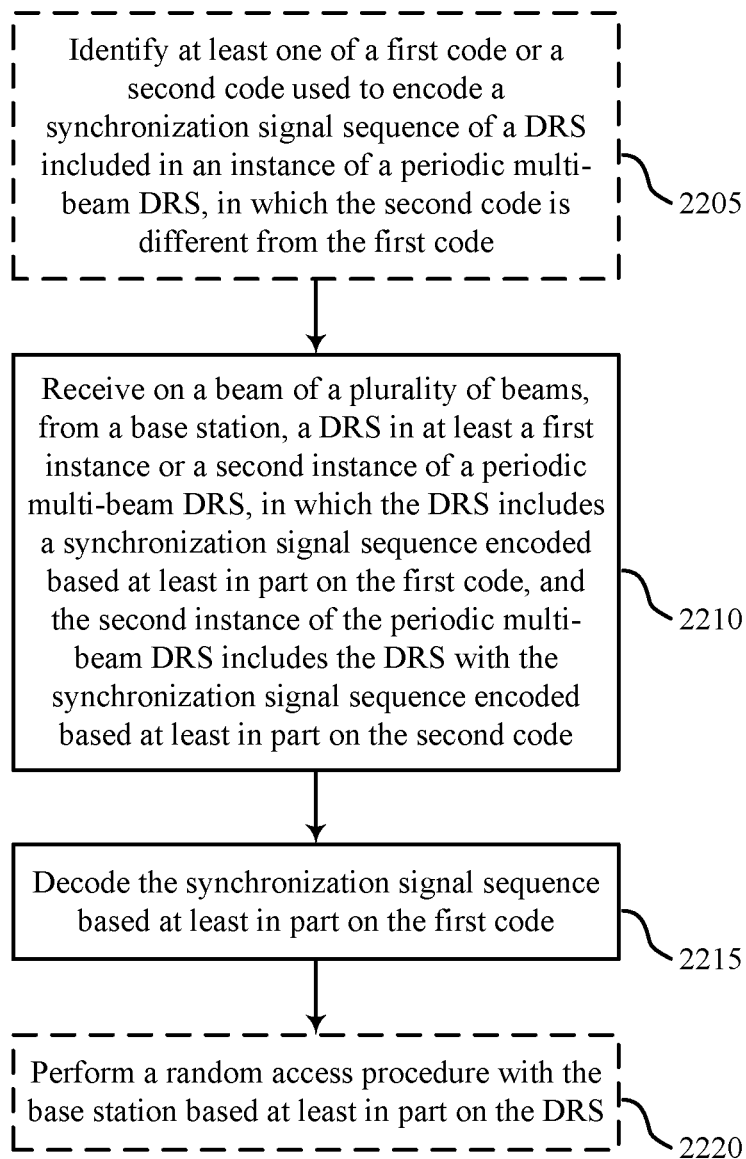 Identify at least one of a first code or a
second code used to encode a
synchronization signal sequence of a DRS
included in an instance of a periodic multi-
beam DRS, in which the second code is
different from the first code
2205
Receive on a beam of a plurality of beams,
from a base station, a DRS in at least a first
instance or a second instance of a periodic
multi-beam DRS, in which the DRS includes
a synchronization signal sequence encoded
based at least in part on the first code, and
the second instance of the periodic multi-
beam DRS includes the DRS with the
synchronization signal sequence encoded
based at least in part on the second code
2210
Decode the synchronization signal sequence
based at least in part on the first code
2215
Perform a random access procedure with the
base station based at least in part on the DRS
2220